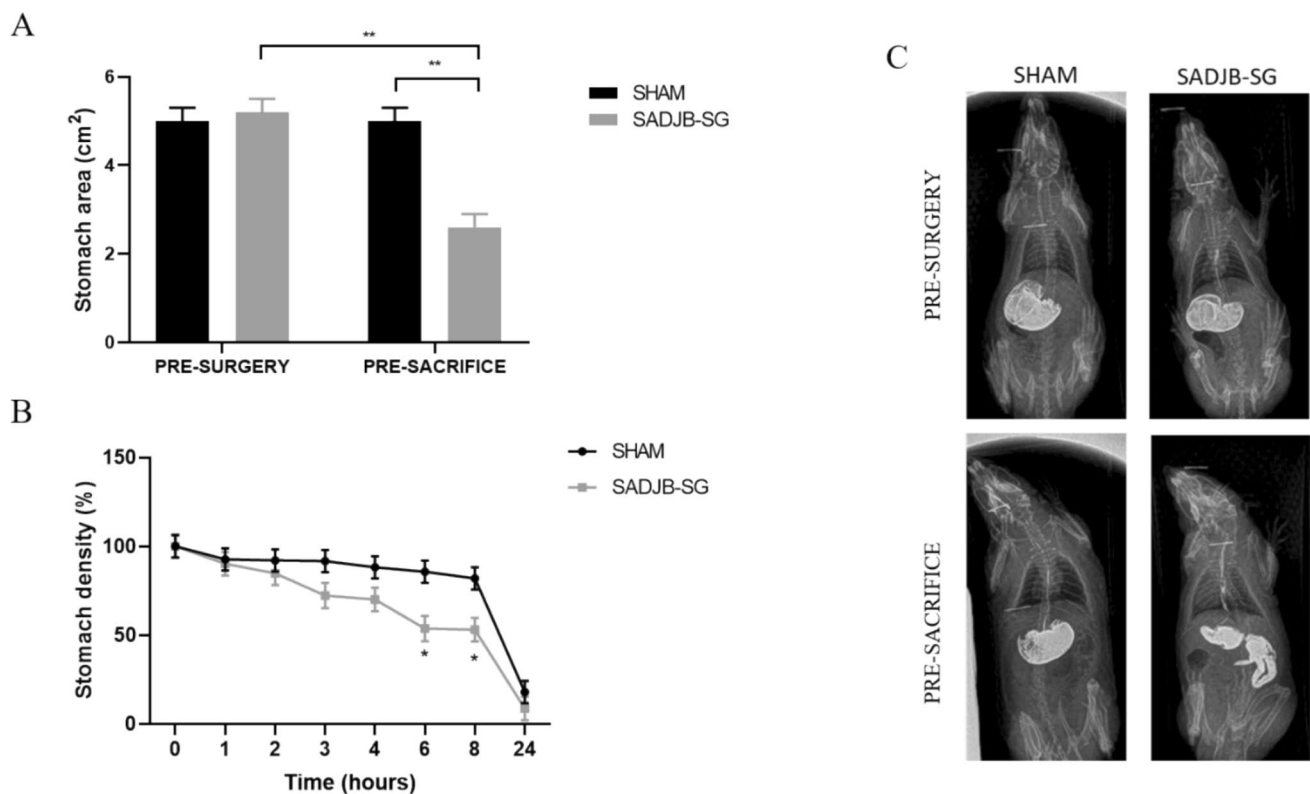 A
**
**
Stomach area (cm²)
6
4
2
0
PRE-SURGERY
PRE-SACRIFICE
SHAM
SADJB-SG
B
Stomach density (%)
150
100
50
0
*
*
0 1 2 3 4 6 8 24
Time (hours)
SHAM
SADJB-SG
C
SHAM
SADJB-SG
PRE-SURGERY
PRE-SACRIFICE